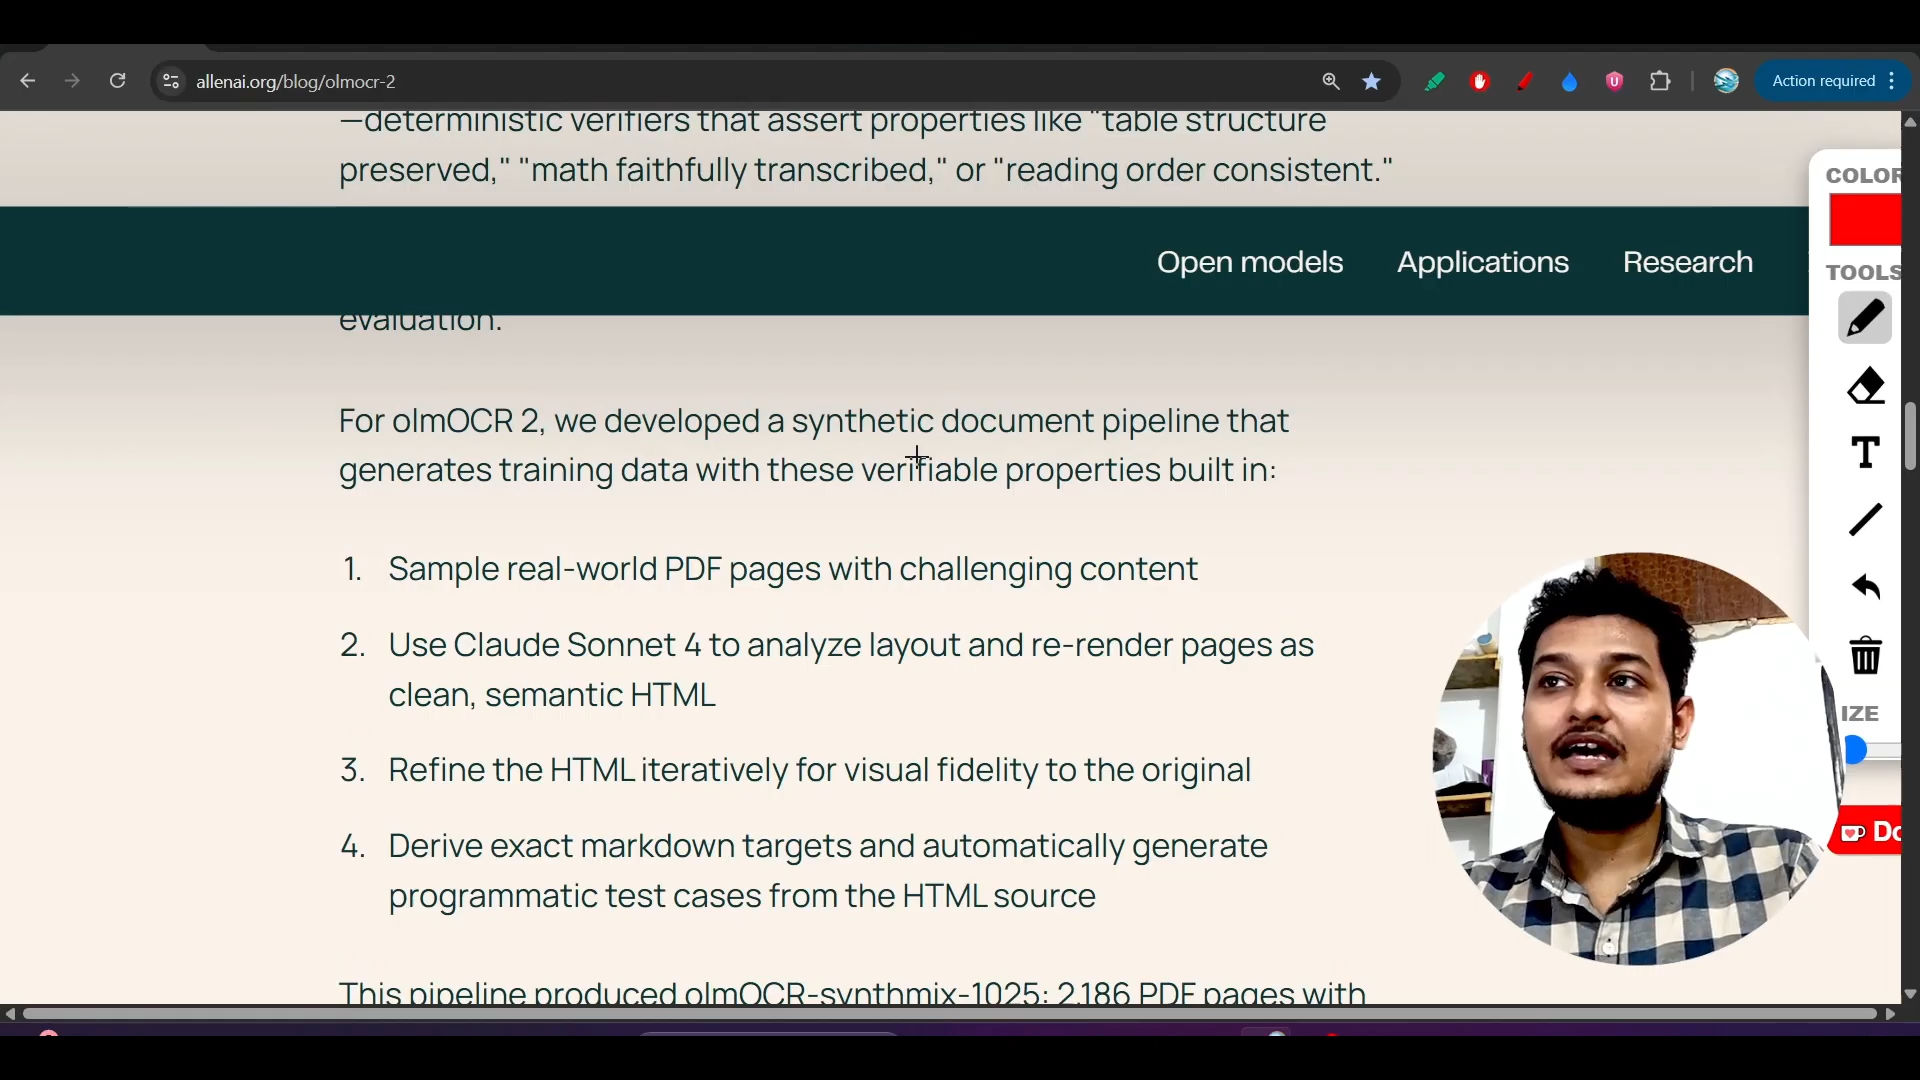 allenai.org/blog/olmocr-2
Action required
—deterministic verifiers that assert properties like "table structure
preserved," "math faithfully transcribed," or "reading order consistent."
Open models Applications Research
evaluation.
For olmOCR 2, we developed a synthetic document pipeline that
generates training data with these verifiable properties built in:
1. Sample real-world PDF pages with challenging content
2. Use Claude Sonnet 4 to analyze layout and re-render pages as
clean, semantic HTML
3. Refine the HTML iteratively for visual fidelity to the original
4. Derive exact markdown targets and automatically generate
programmatic test cases from the HTML source
This pipeline produced olmOCR-synthmix-1025: 2,186 PDF pages with
COLOR
TOOLS
T
IZE
Do